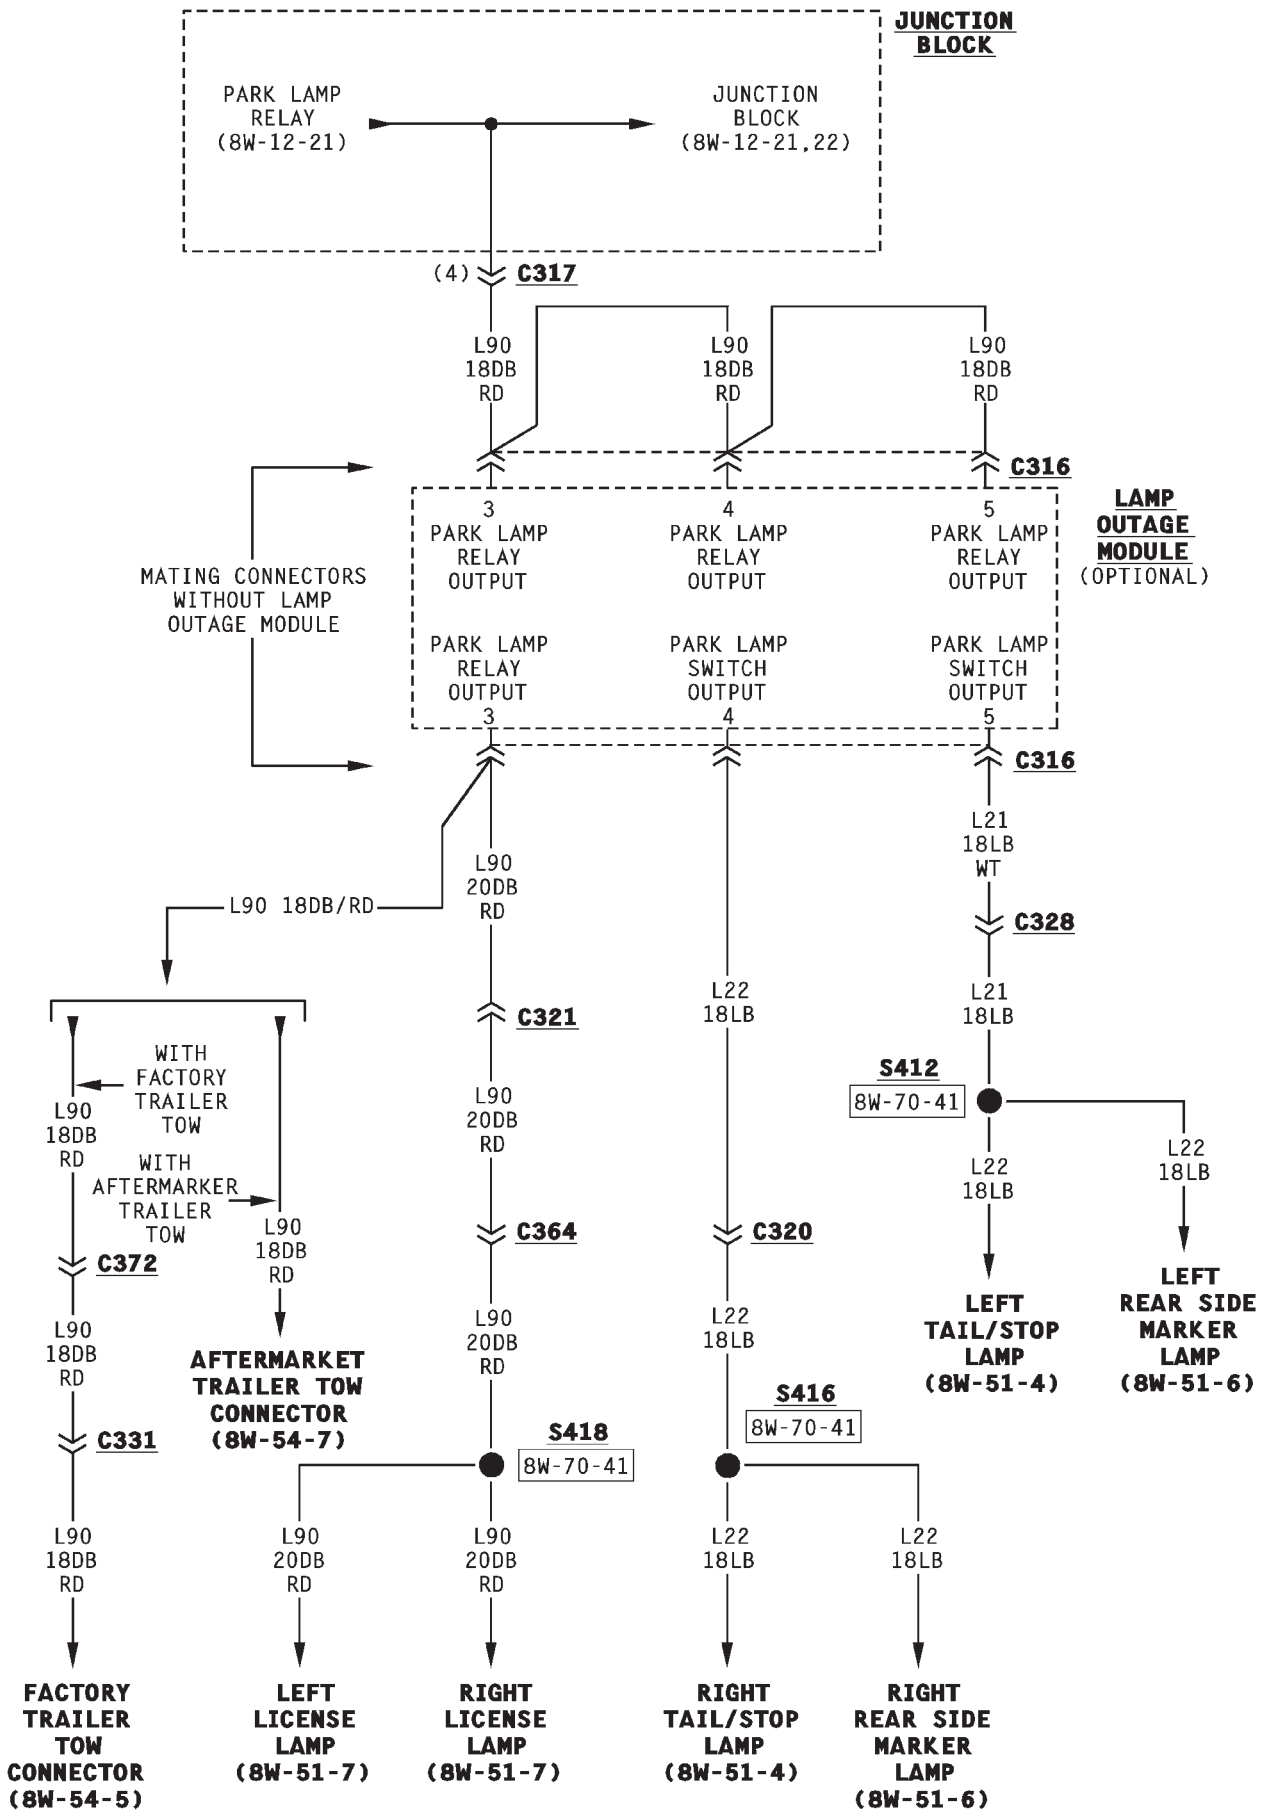 JUNCTION
BLOCK
PARK LAMP
RELAY
(8W-12-21)
JUNCTION
BLOCK
(8W-12-21,22)
(4)
C317
L90
18DB
RD
L90
18DB
RD
L90
18DB
RD
C316
LAMP
OUTAGE
MODULE
(OPTIONAL)
3
PARK LAMP
RELAY
OUTPUT
4
PARK LAMP
RELAY
OUTPUT
5
PARK LAMP
RELAY
OUTPUT
MATING CONNECTORS
WITHOUT LAMP
OUTAGE MODULE
PARK LAMP
RELAY
OUTPUT
3
PARK LAMP
SWITCH
OUTPUT
4
PARK LAMP
SWITCH
OUTPUT
5
C316
L21
18LB
WT
L90
20DB
RD
L90 18DB/RD
C328
L22
18LB
L21
18LB
C321
WITH
FACTORY
TRAILER
TOW
L90
18DB
RD
L90
20DB
RD
S412
8W-70-41
L22
18LB
L22
18LB
WITH
AFTERMARKER
TRAILER
TOW
L90
18DB
RD
C372
C364
C320
LEFT
TAIL/STOP
LAMP
(8W-51-4)
LEFT
REAR SIDE
MARKER
LAMP
(8W-51-6)
L90
18DB
RD
AFTERMARKET
TRAILER TOW
CONNECTOR
(8W-54-7)
L90
20DB
RD
L22
18LB
C331
S418
8W-70-41
S416
8W-70-41
L90
18DB
RD
L90
20DB
RD
L90
20DB
RD
L22
18LB
L22
18LB
FACTORY
TRAILER
TOW
CONNECTOR
(8W-54-5)
LEFT
LICENSE
LAMP
(8W-51-7)
RIGHT
LICENSE
LAMP
(8W-51-7)
RIGHT
TAIL/STOP
LAMP
(8W-51-4)
RIGHT
REAR SIDE
MARKER
LAMP
(8W-51-6)